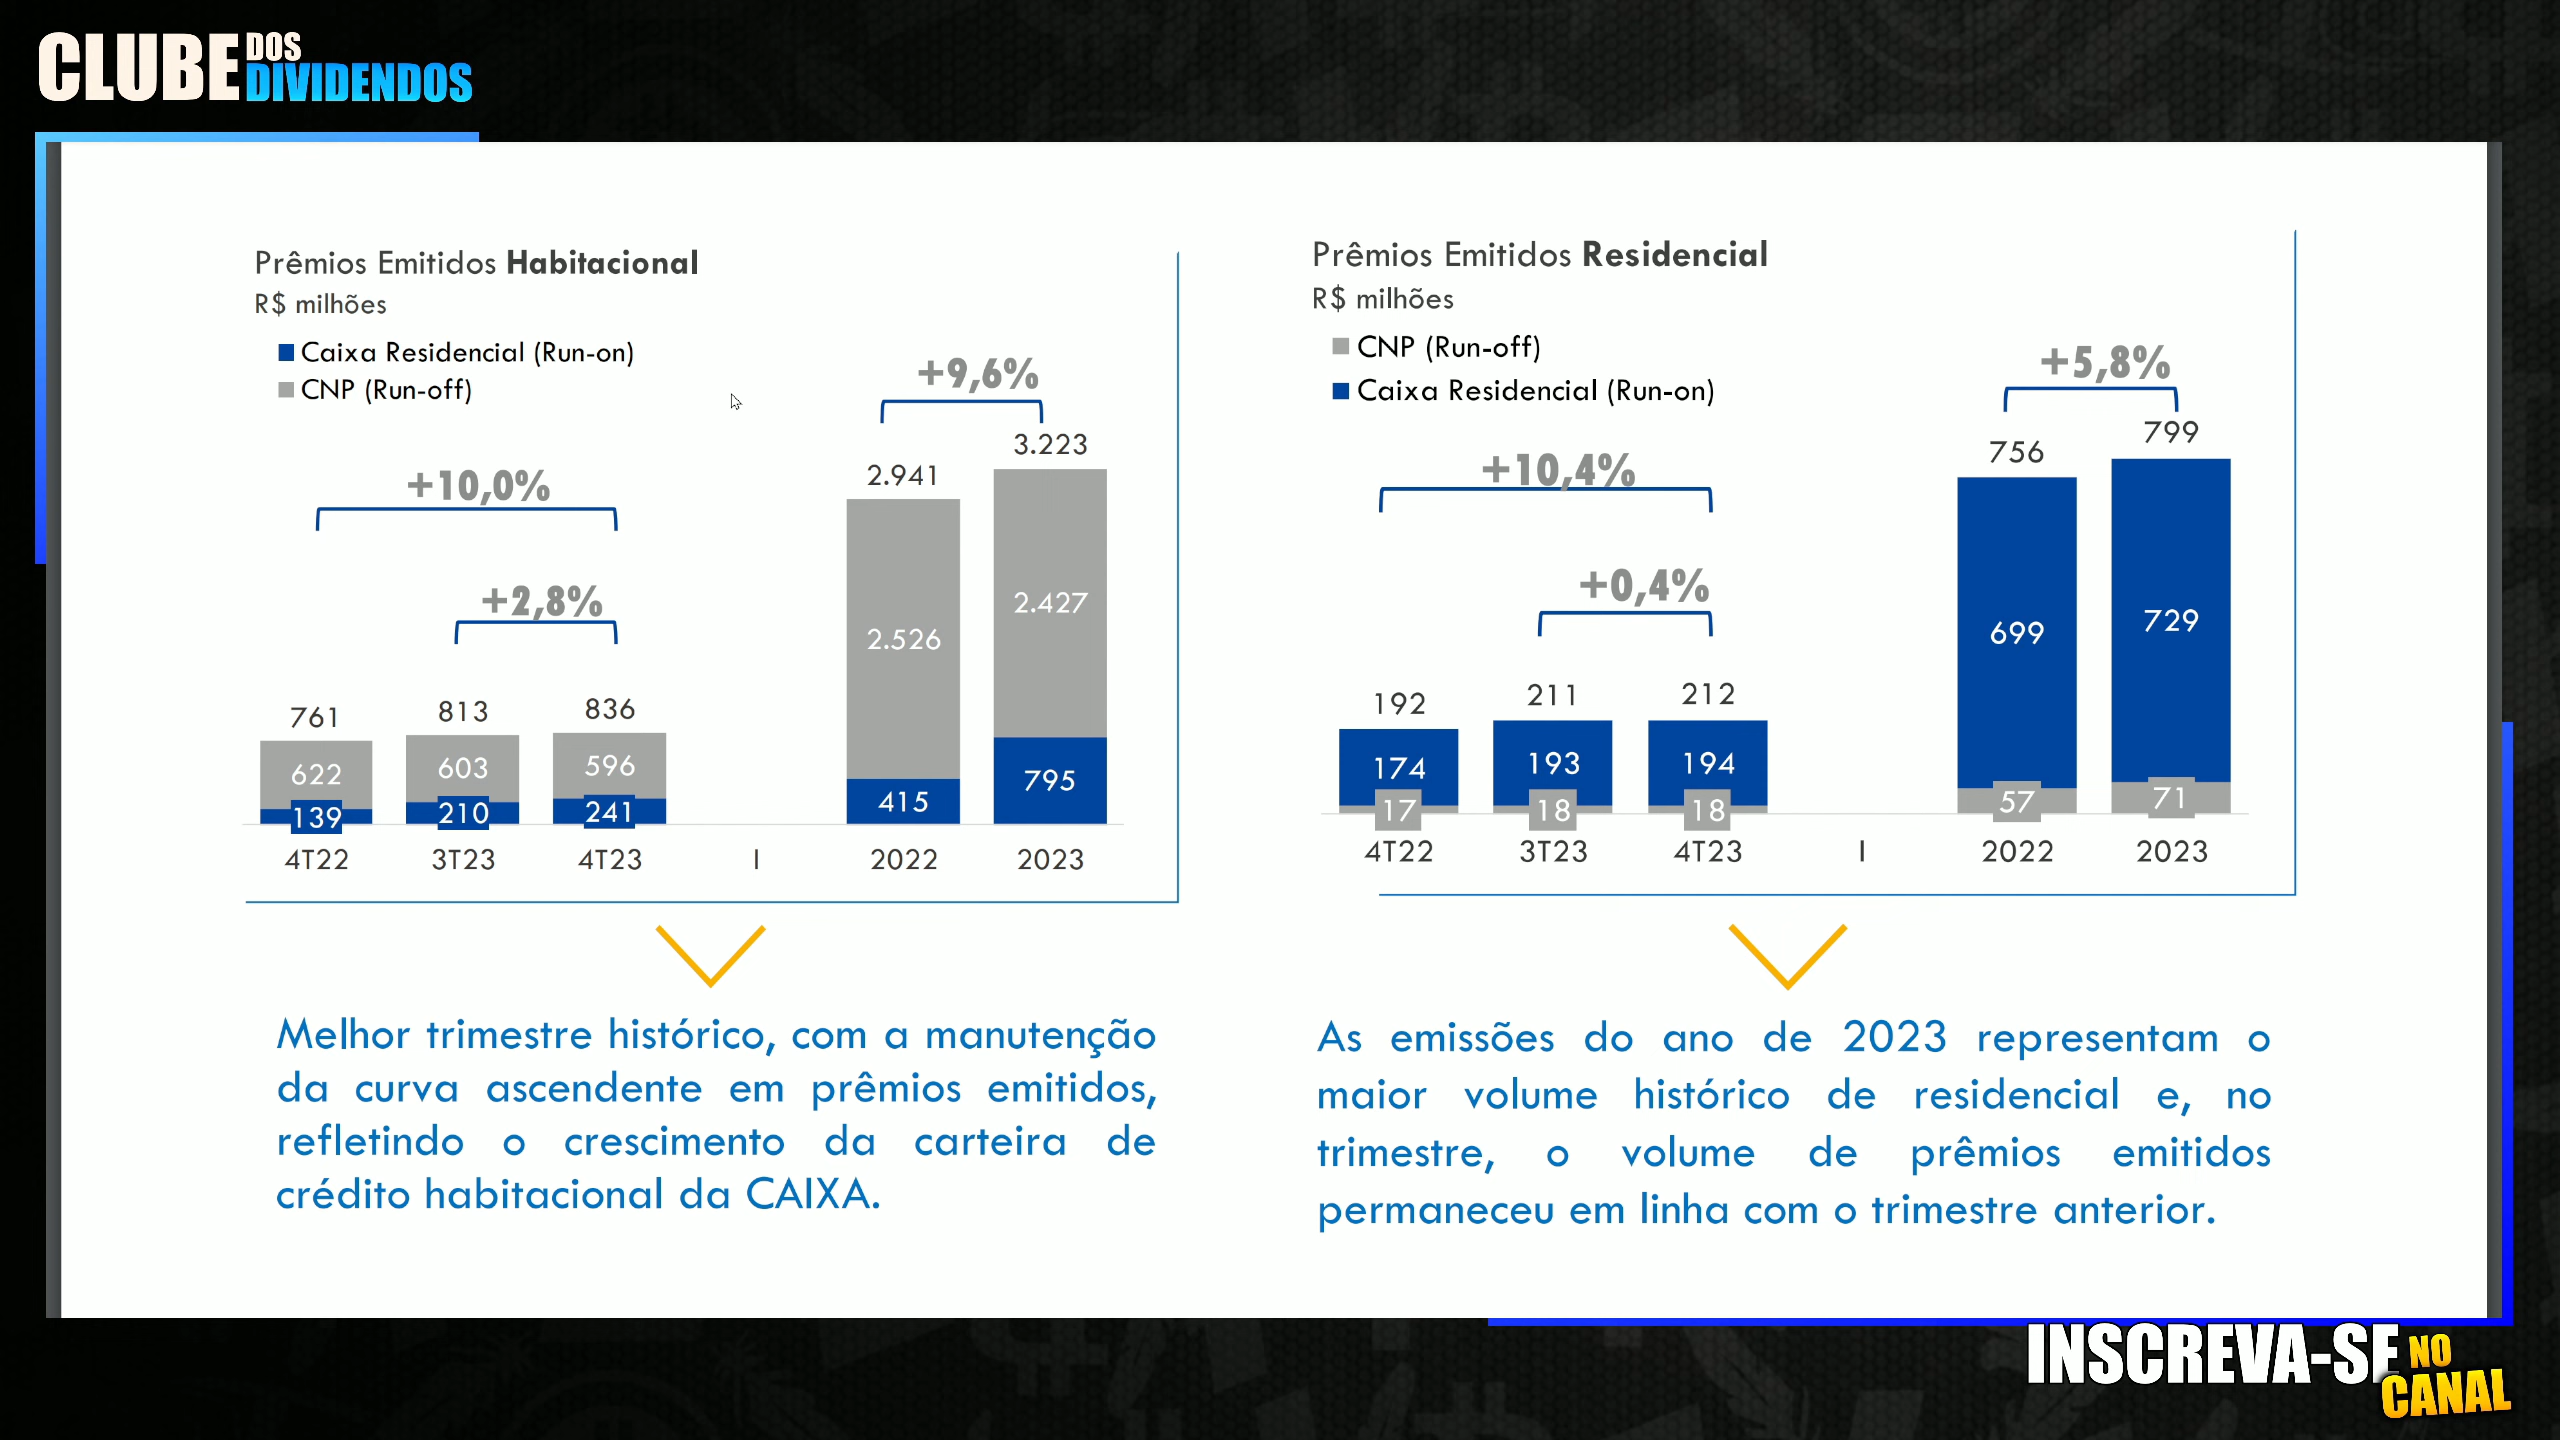 CLUBE DOS
DIVIDENDOS
Prêmios Emitidos Habitacional
R$ milhões
Caixa Residencial (Run-on)
CNP (Run-off)
+9,6%
+10,0%
+2,8%
761
813
836
2.941
3.223
622
603
596
2.526
2.427
139
210
241
415
795
4T22
3T23
4T23
I
2022
2023
Melhor trimestre histórico, com a manutenção
da curva ascendente em prêmios emitidos,
refletindo o crescimento da carteira de
crédito habitacional da CAIXA.
Prêmios Emitidos Residencial
R$ milhões
CNP (Run-off)
Caixa Residencial (Run-on)
+5,8%
+10,4%
+0,4%
192
211
212
756
799
174
193
194
699
729
17
18
18
57
71
4T22
3T23
4T23
I
2022
2023
As emissões do ano de 2023 representam o
maior volume histórico de residencial e, no
trimestre, o volume de prêmios emitidos
permaneceu em linha com o trimestre anterior.
INSCREVA-SE NO
CANAL